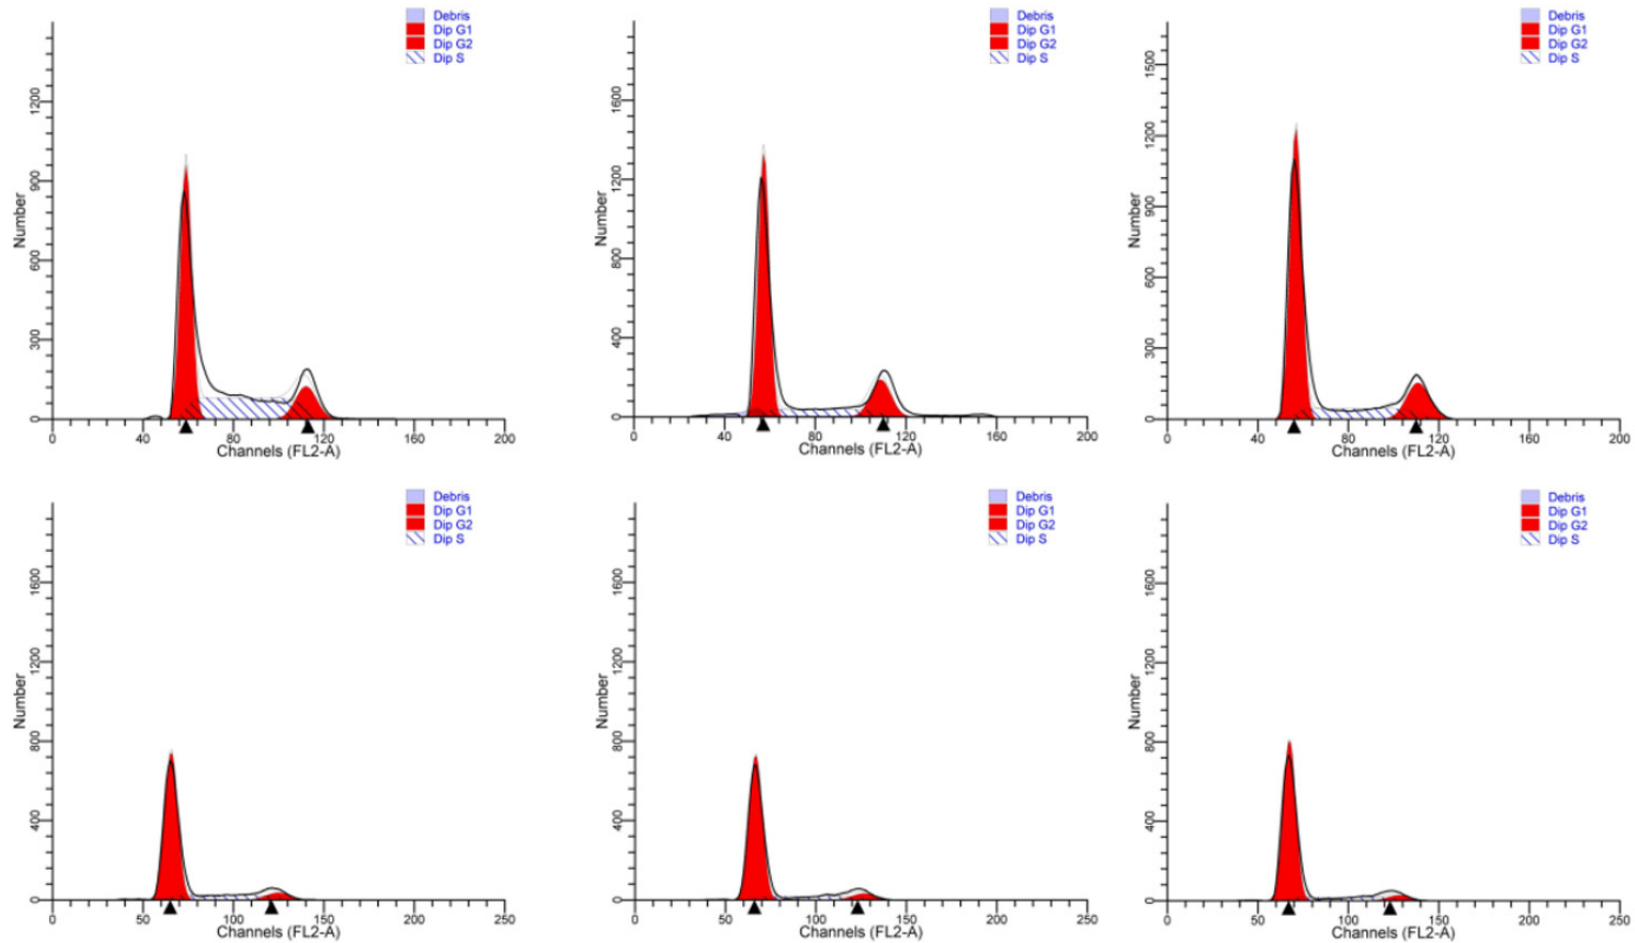 Debris
Dip G1
Dip G2
Dip S
Number
1200
900
600
300
0
0 40 80 120 160 200
Channels (FL2-A)
Debris
Dip G1
Dip G2
Dip S
Number
1600
1200
800
400
0
0 40 80 120 160 200
Channels (FL2-A)
Debris
Dip G1
Dip G2
Dip S
Number
1500
1200
900
600
300
0
0 40 80 120 160 200
Channels (FL2-A)
Debris
Dip G1
Dip G2
Dip S
Number
1600
1200
800
400
0
0 50 100 150 200 250
Channels (FL2-A)
Debris
Dip G1
Dip G2
Dip S
Number
1600
1200
800
400
0
0 50 100 150 200 250
Channels (FL2-A)
Debris
Dip G1
Dip G2
Dip S
Number
1600
1200
800
400
0
0 50 100 150 200 250
Channels (FL2-A)